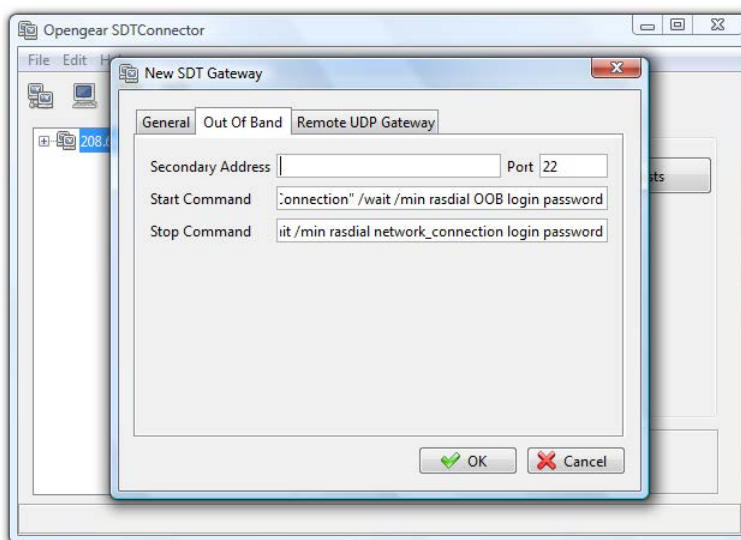 Opengear SDTConnector
File Edit
New SDT Gateway
General Out Of Band Remote UDP Gateway
Secondary Address Port 22
Start Command :onnection" /wait /min rasdial OOB login password
Stop Command iit /min rasdial network_connection login password
208.6
sts
OK Cancel